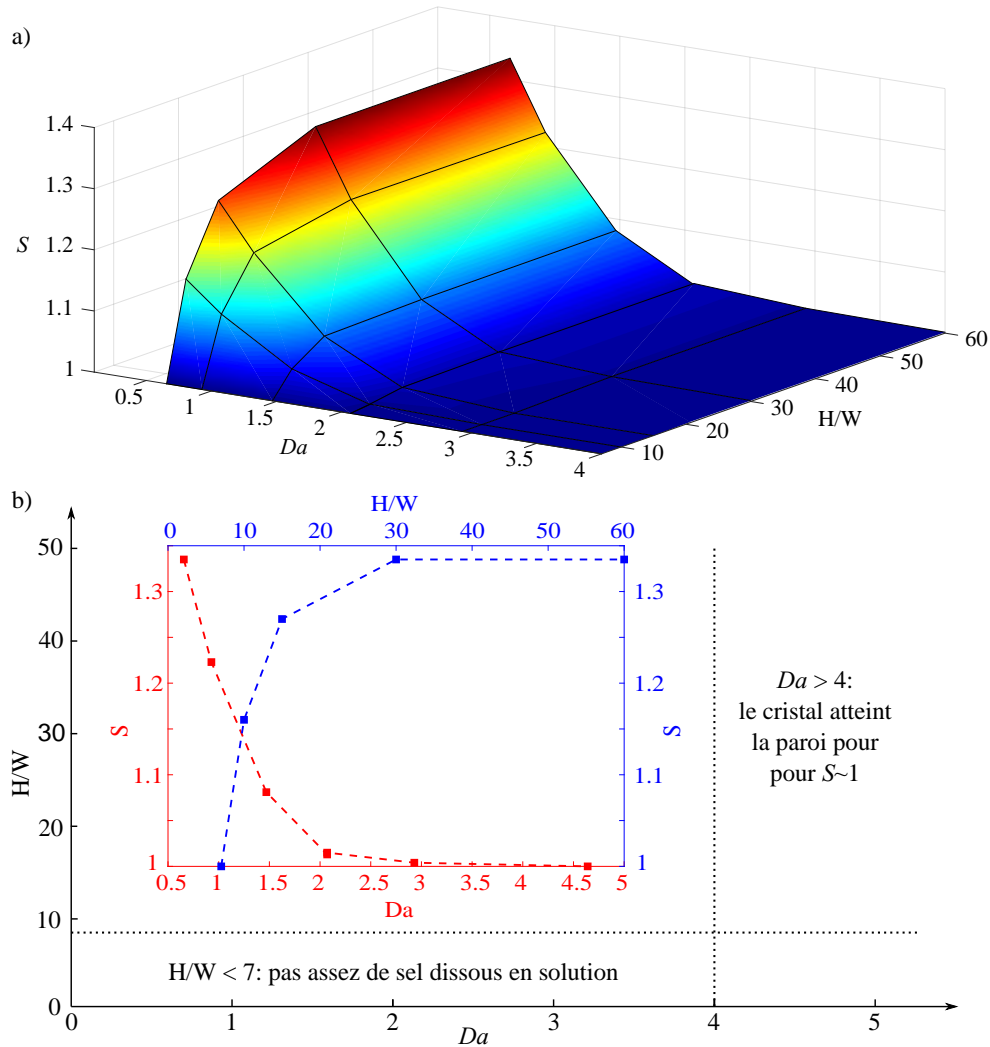 a)
1.4
1.3
1.2
1.1
1
S
0.5
1
1.5
2
2.5
3
3.5
4
Da
10
20
30
40
50
60
H/W
b)
H/W
0 10 20 30 40 50 60
50
40
30
20
10
0
H/W
1.3
1.2
1.1
1
S
1.3
1.2
1.1
1
S
0.5 1 1.5 2 2.5 3 3.5 4 4.5 5
Da
Da > 4:
le cristal atteint
la paroi pour
pour S~1
H/W < 7: pas assez de sel dissous en solution
0 1 2 3 4 5
Da